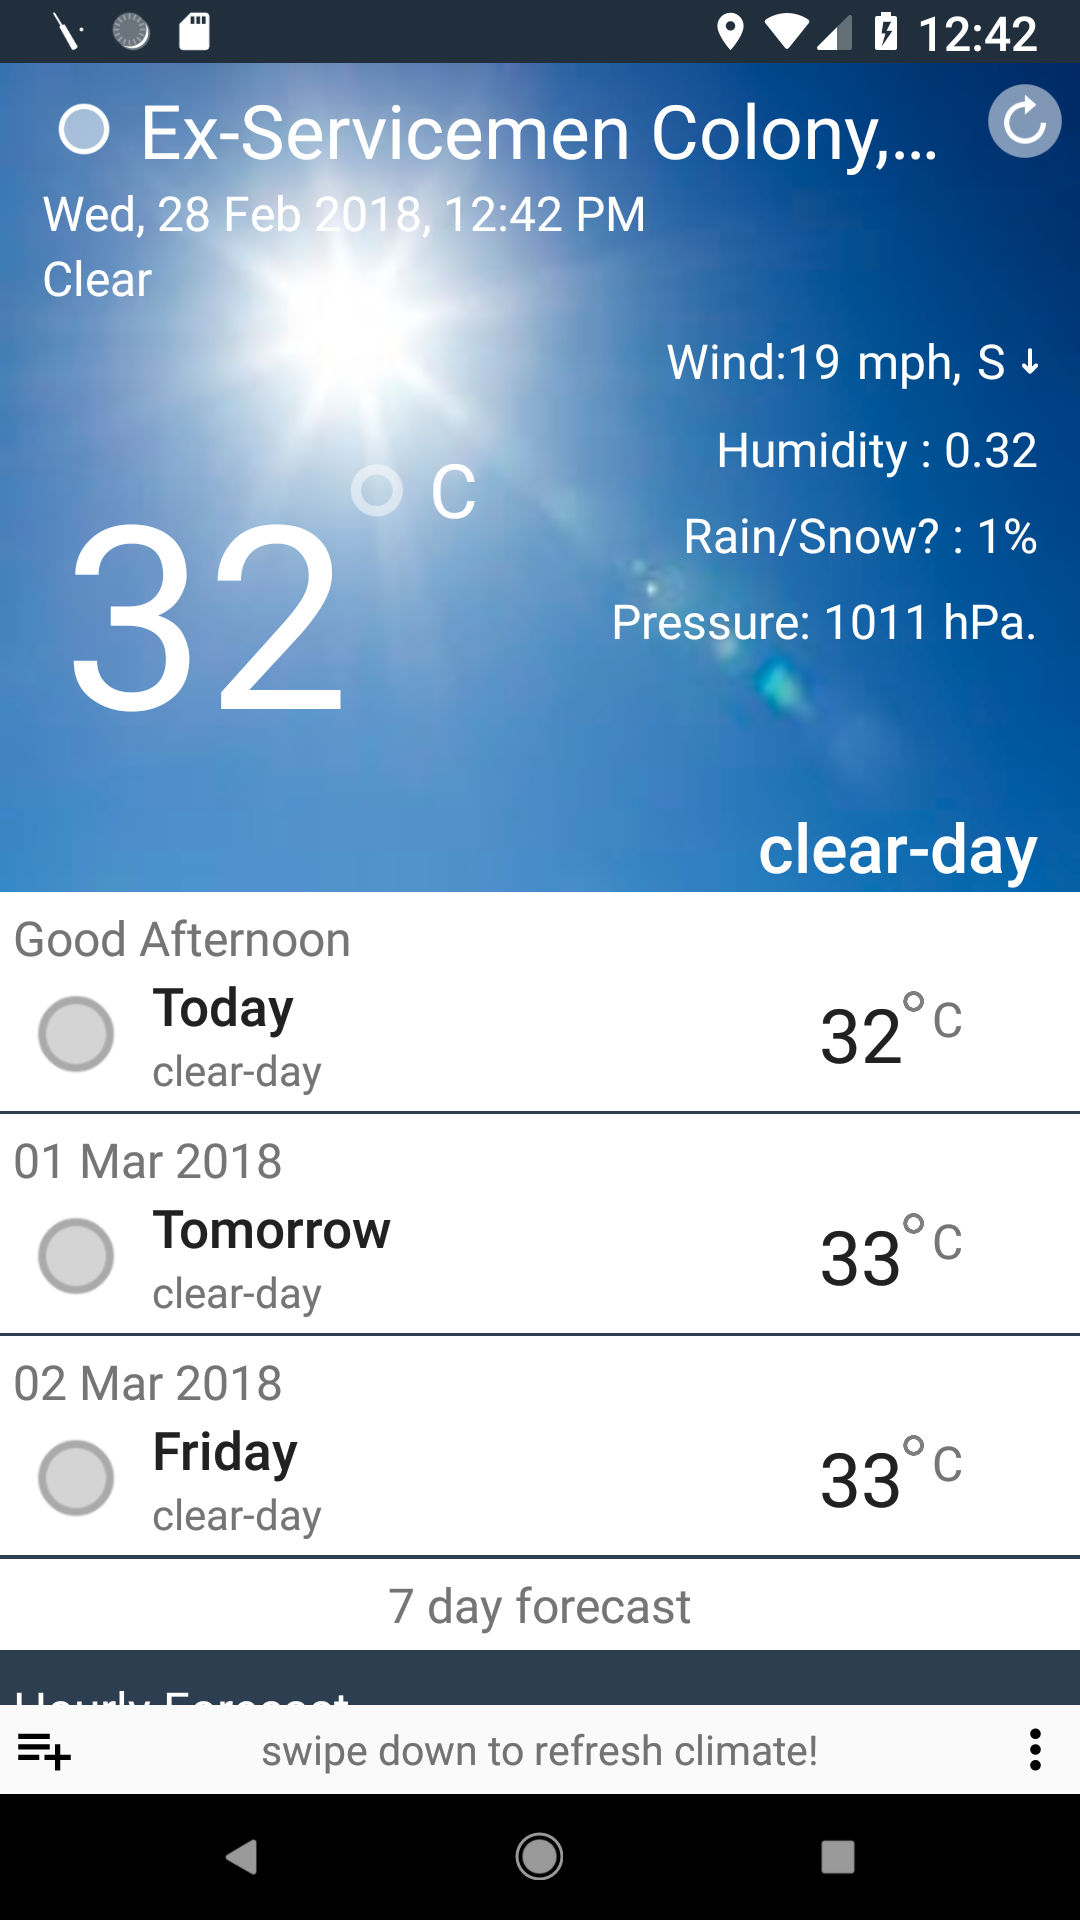 12:42
Ex-Servicemen Colony,...
Wed, 28 Feb 2018, 12:42 PM
Clear
Wind:19 mph, S ↓
Humidity : 0.32
° C
32
Rain/Snow? : 1%
Pressure: 1011 hPa.
clear-day
Good Afternoon
Today
32° C
clear-day
01 Mar 2018
Tomorrow
33° C
clear-day
02 Mar 2018
Friday
33° C
clear-day
7 day forecast
Hourly Forecast
swipe down to refresh climate!